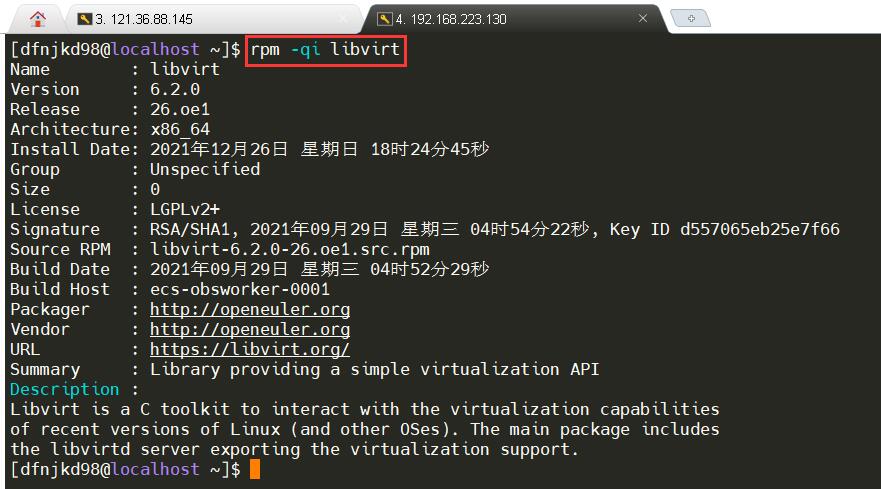 3. 121.36.88.145
4. 192.168.223.130
[dfnjkd98@localhost ~]$ rpm -qi libvirt
Name        : libvirt
Version     : 6.2.0
Release     : 26.oe1
Architecture: x86_64
Install Date: 2021年12月26日 星期日 18时24分45秒
Group       : Unspecified
Size        : 0
License     : LGPLv2+
Signature   : RSA/SHA1, 2021年09月29日 星期三 04时54分22秒, Key ID d557065eb25e7f66
Source RPM  : libvirt-6.2.0-26.oe1.src.rpm
Build Date  : 2021年09月29日 星期三 04时52分29秒
Build Host  : ecs-obsworker-0001
Packager    : http://openeuler.org
Vendor      : http://openeuler.org
URL         : https://libvirt.org/
Summary     : Library providing a simple virtualization API
Description :
Libvirt is a C toolkit to interact with the virtualization capabilities
of recent versions of Linux (and other OSes). The main package includes
the libvirtd server exporting the virtualization support.
[dfnjkd98@localhost ~]$